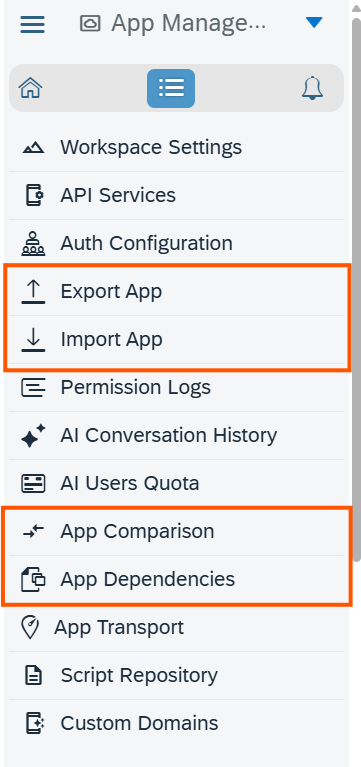 App Manage...
Workspace Settings
API Services
Auth Configuration
Export App
Import App
Permission Logs
AI Conversation History
AI Users Quota
App Comparison
App Dependencies
App Transport
Script Repository
Custom Domains